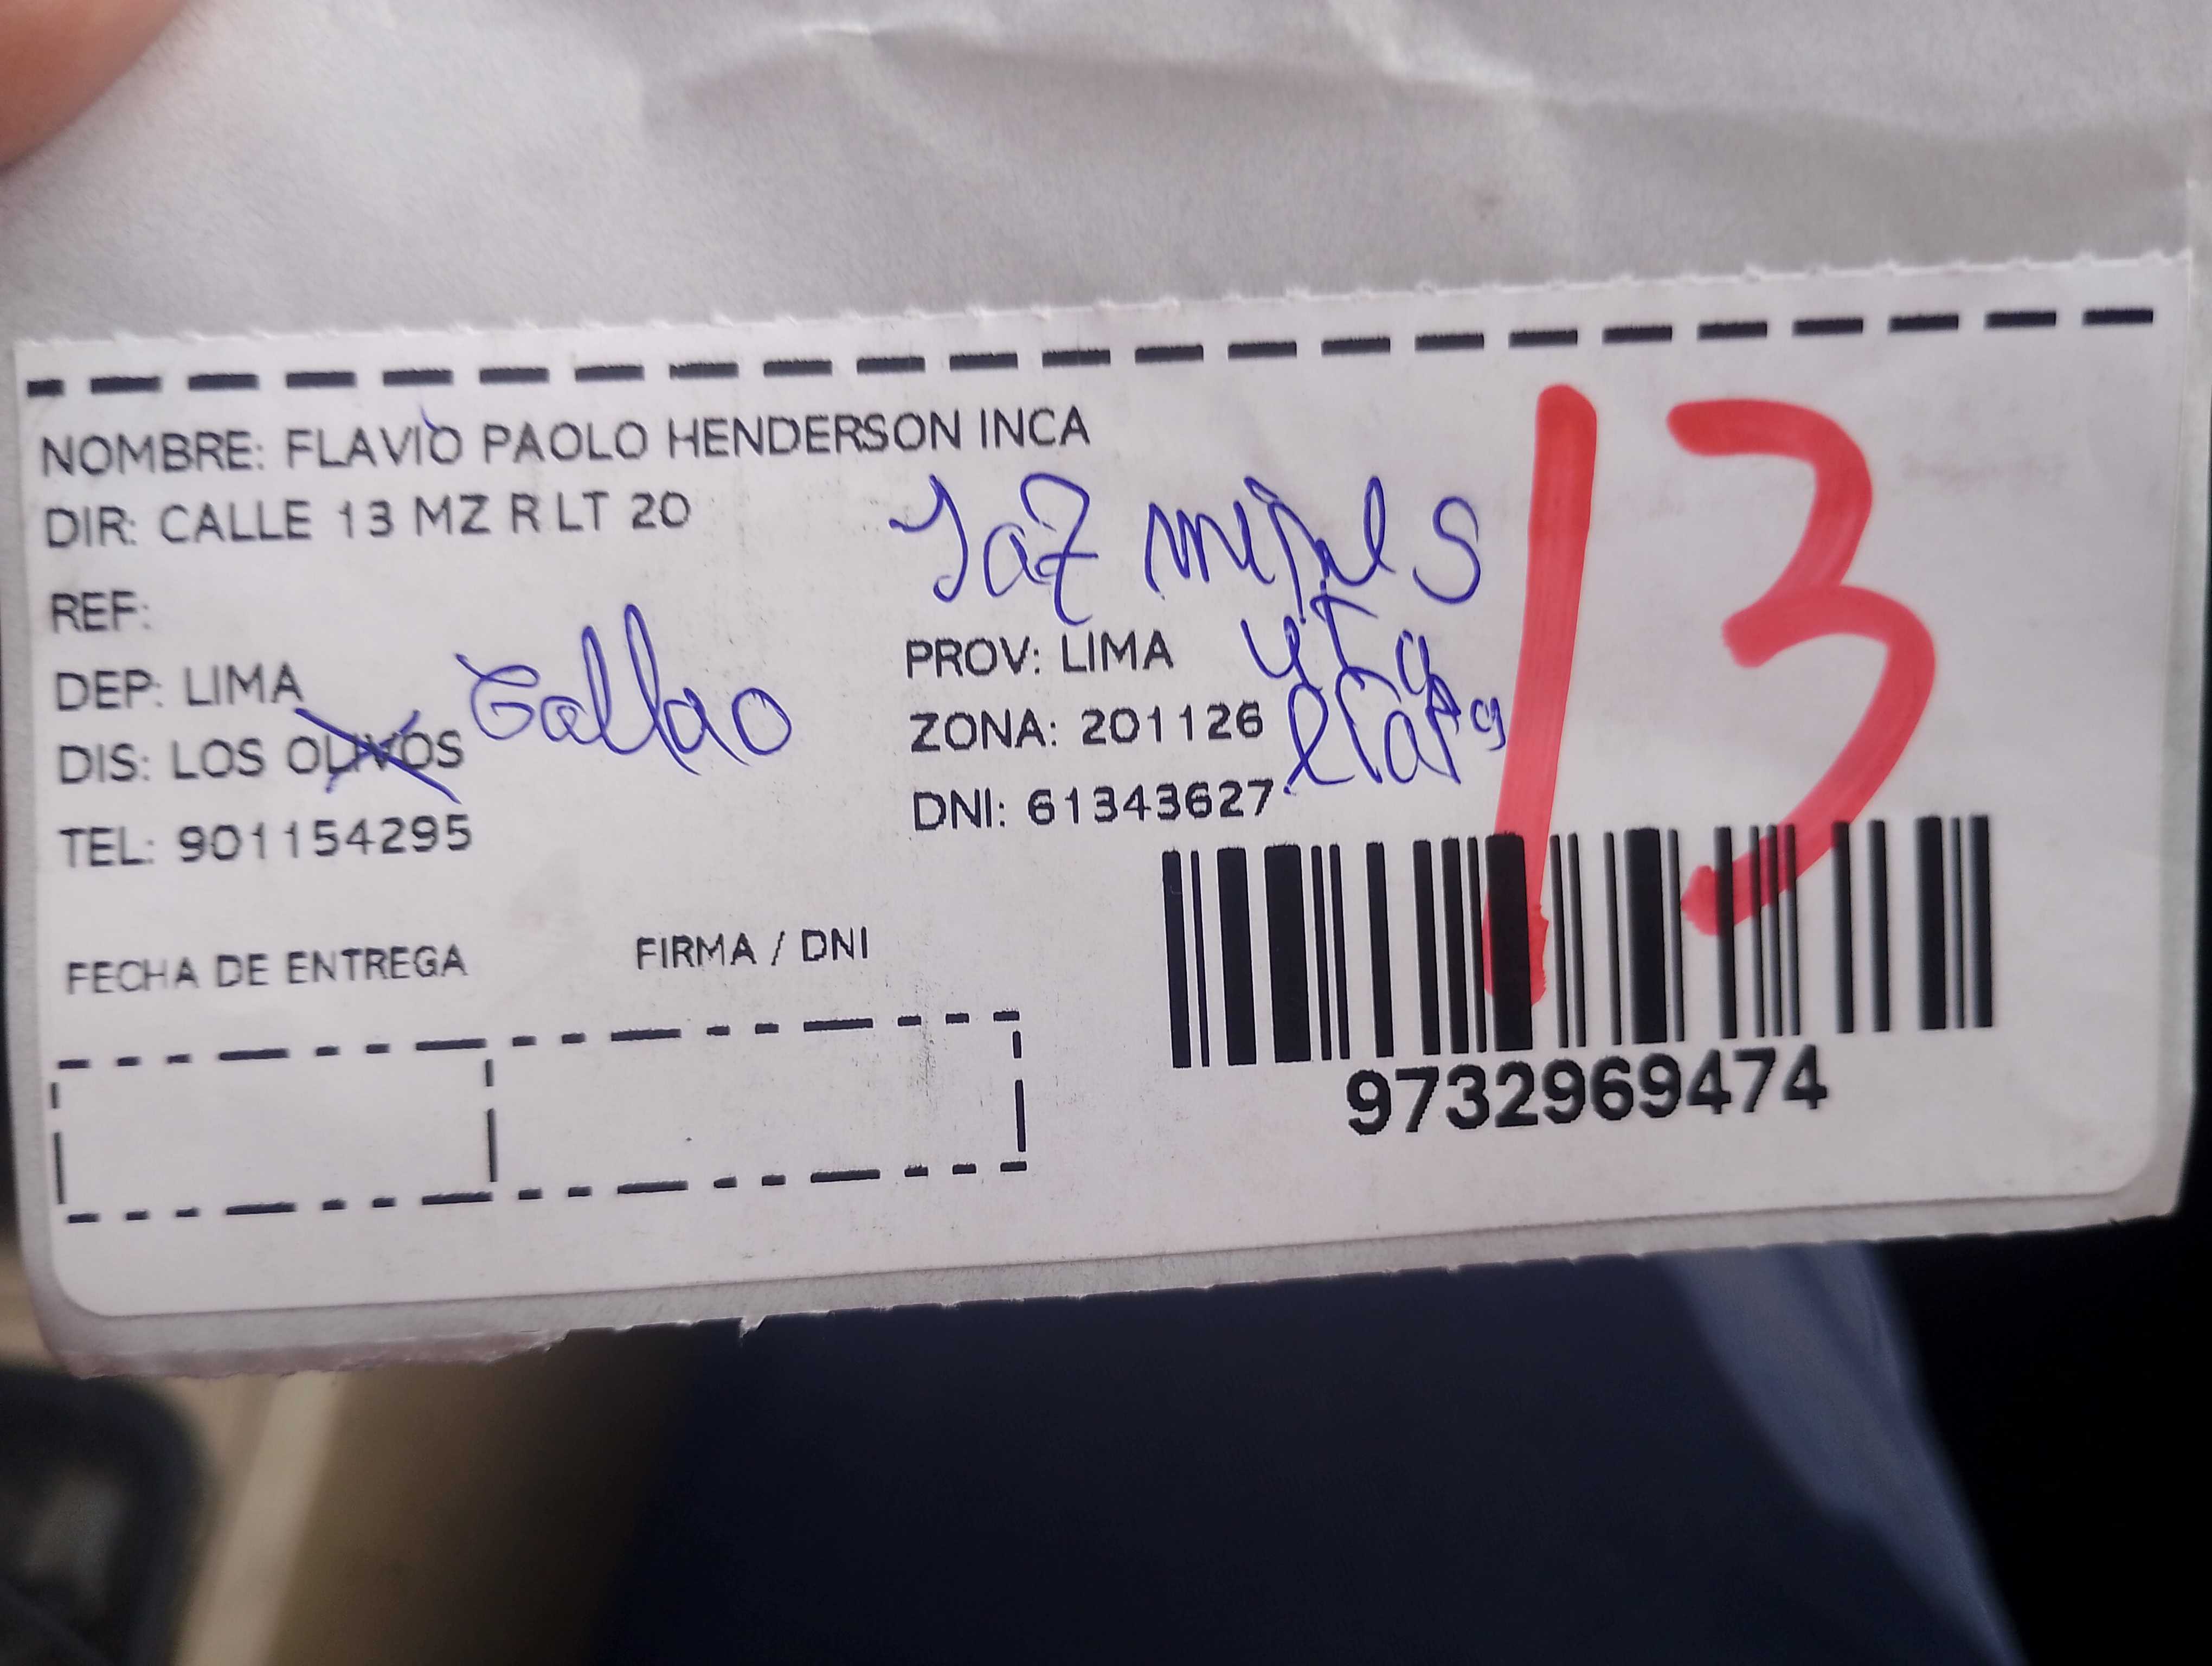 NOMBRE: FLAVIO PAOLO HENDERSON INCA
DIR: CALLE 13 MZ R LT 20
13
REF:
DEP: LIMA
Callao
PROV: LIMA
DIS: LOS OLIVOS
ZONA: 201126
TEL: 901154295
DNI: 61343627
FECHA DE ENTREGA
FIRMA / DNI
9732969474